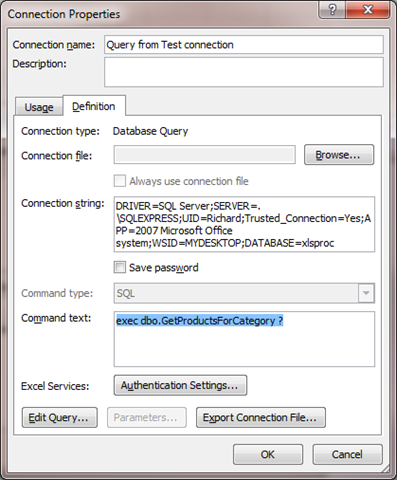 Connection Properties
?
Connection name: Query from Test connection
Description:
Usage Definition
Connection type: Database Query
Connection file: Browse...
Always use connection file
Connection string: DRIVER=SQL Server;SERVER=.
\SQLEXPRESS;UID=Richard;Trusted_Connection=Yes;A
PP=2007 Microsoft Office
system;WSID=MYDESKTOP;DATABASE=xlsproc
Save password
Command type: SQL
Command text: exec dbo.GetProductsForCategory ?
Excel Services: Authentication Settings...
Edit Query... Parameters... Export Connection File...
OK Cancel